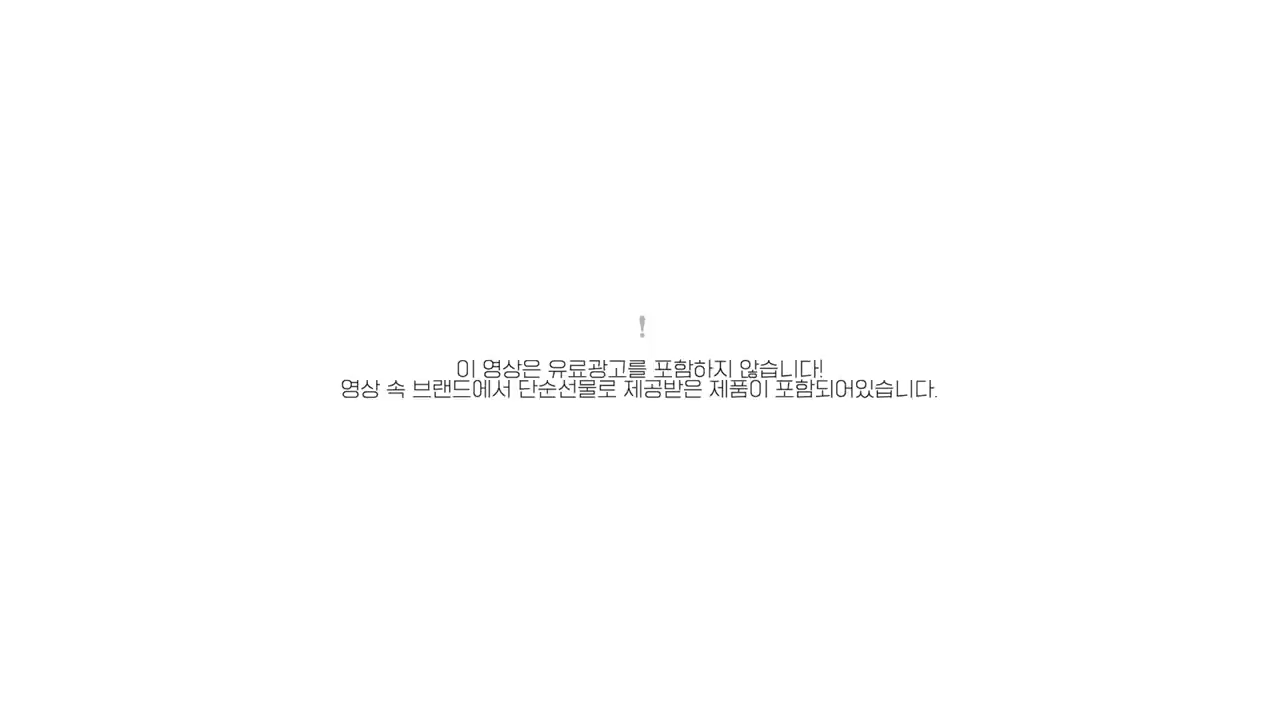 !
이 영상은 유료광고를 포함하지 않습니다!
영상 속 브랜드에서 단순선물로 제공받은 제품이 포함되어있습니다.